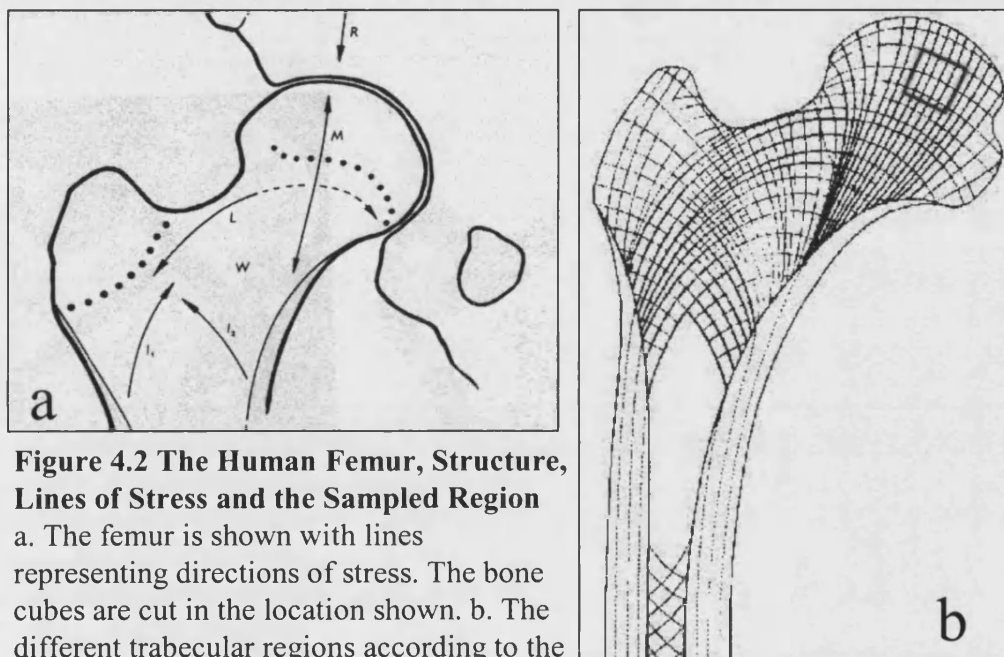 R
M
L
W
I₁
I₂
a
b
Figure 4.2 The Human Femur, Structure,
Lines of Stress and the Sampled Region
a. The femur is shown with lines
representing directions of stress. The bone
cubes are cut in the location shown. b. The
different trabecular regions according to the